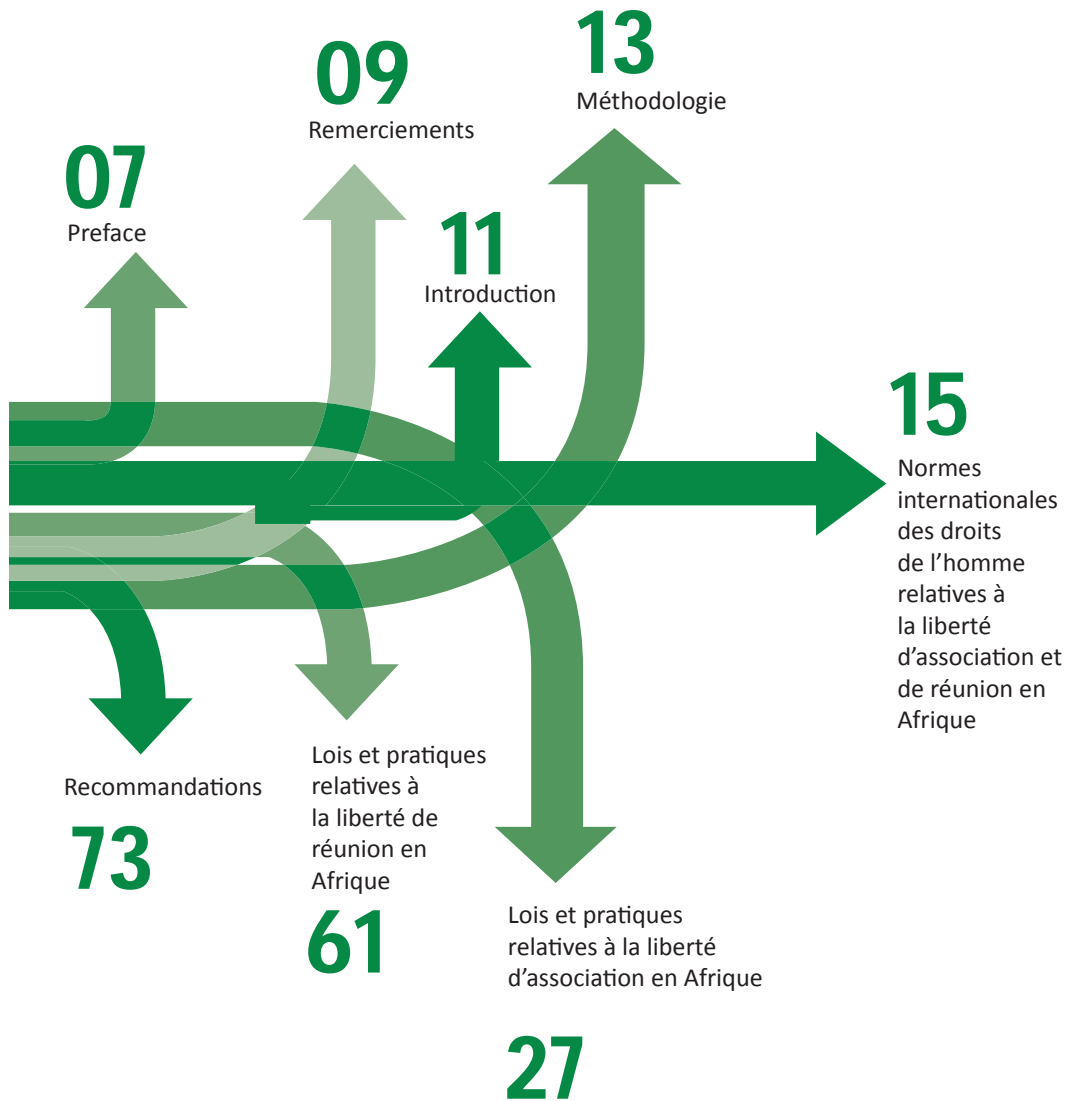 07
Preface
09
Remerciements
11
Introduction
13
Méthodologie
15
Normes
internationales
des droits
de l’homme
relatives à
la liberté
d’association et
de réunion en
Afrique
Lois et pratiques
relatives à la liberté
d’association en Afrique
27
Lois et pratiques
relatives à
la liberté de
réunion en
Afrique
61
Recommandations
73